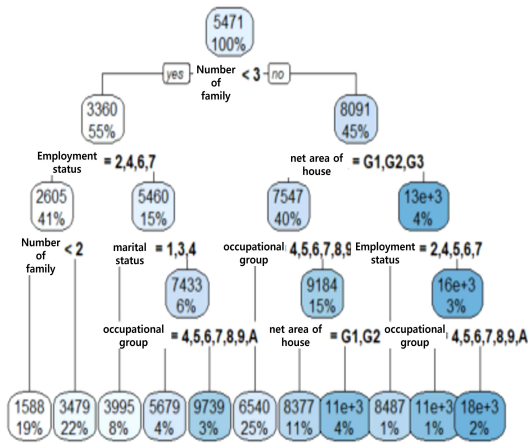 5471
100%
yes Number of family < 3 no
3360
55%
8091
45%
Employment status = 2,4,6,7
net area of house = G1,G2,G3
2605
41%
5460
15%
7547
40%
13e+3
4%
Number of family < 2
marital status = 1,3,4
occupational group 4,5,6,7,8,9
Employment status = 2,4,5,6,7
7433
6%
9184
15%
16e+3
3%
occupational group = 4,5,6,7,8,9,A
net area of house = G1,G2
occupational group 4,5,6,7,8,9,A
1588
19%
3479
22%
3995
8%
5679
4%
9739
3%
6540
25%
8377
11%
11e+3
4%
8487
1%
11e+3
1%
18e+3
2%